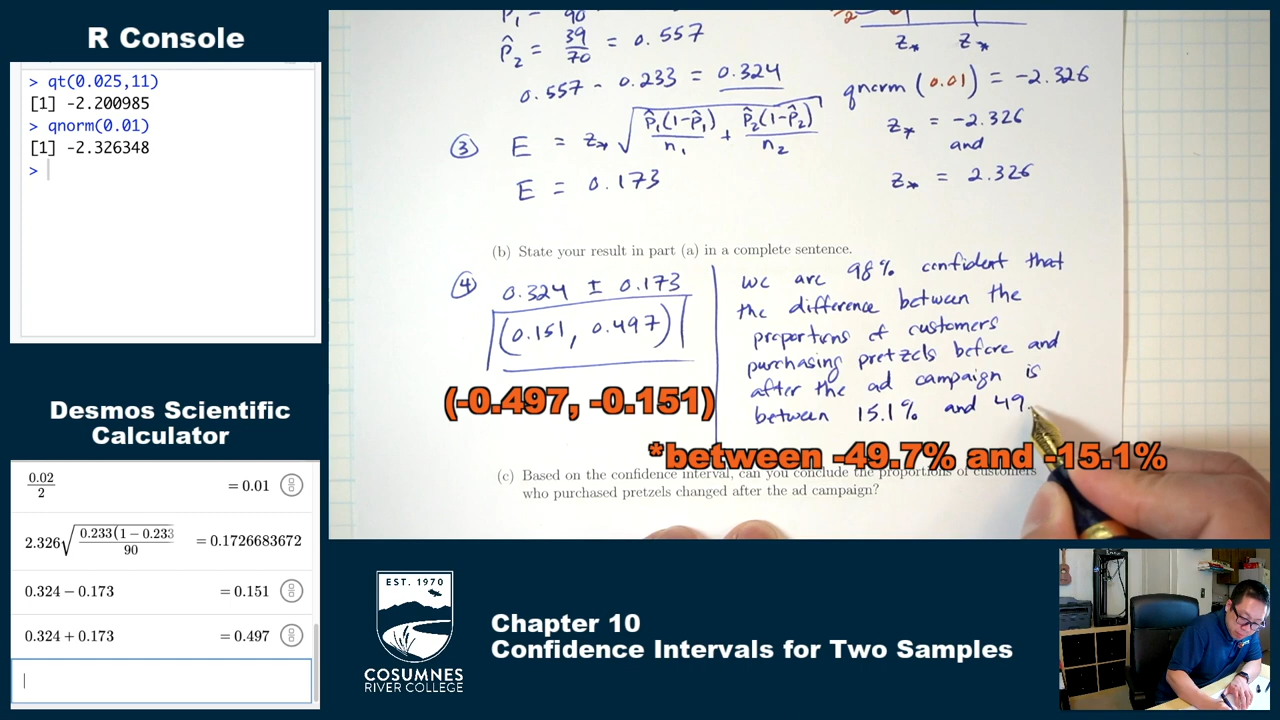 R Console
> qt(0.025,11)
[1] -2.200985
> qnorm(0.01)
[1] -2.326348
>
Desmos Scientific
Calculator
0.02/2 = 0.01
2.326√(0.233(1 − 0.233/90 = 0.1726683672
0.324 − 0.173 = 0.151
0.324 + 0.173 = 0.497
90
p̂₂ = 39/70 = 0.557
0.557 - 0.233 = 0.324
③ E = z* √(p̂₁(1-p̂₁)/n₁ + p̂₂(1-p̂₂)/n₂)
E = 0.173
z* z*
qnorm (0.01) = -2.326
z* = -2.326
and
z* = 2.326
(b) State your result in part (a) in a complete sentence.
④ 0.324 ± 0.173
(0.151, 0.497)
(-0.497, -0.151)
We are 98% confident that
the difference between the
proportions of customers
purchasing pretzels before and
after the ad campaign is
between 15.1% and 49.
*between -49.7% and -15.1%
(c) Based on the confidence interval, can you conclude the proportions of customers
who purchased pretzels changed after the ad campaign?
EST. 1970
COSUMNES
RIVER COLLEGE
Chapter 10
Confidence Intervals for Two Samples